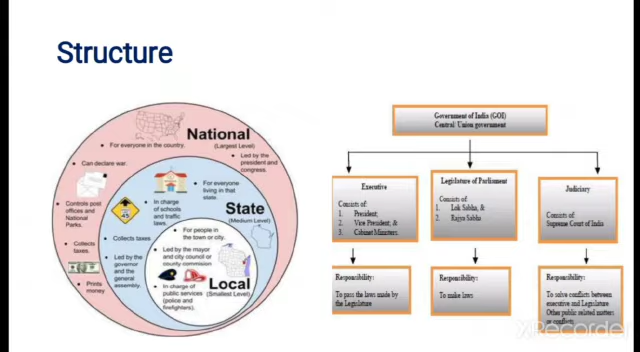 Structure
National
(Largest Level)
For everyone in the country.
Led by the
president and
congress.
Can declare war.
Controls post
offices and
National
Parks.
Collects
taxes.
Prints
money
State
(Medium Level)
For everyone
living in that
state.
In charge
of schools
and traffic
laws.
SPEED
LIMIT
45
Collects taxes
Led by the
governor
and the
general
assembly.
Local
(Smallest Level)
For people in
the town or city.
Led by the mayor
and city council or
county commission
In charge of
public services
(police and
firefighters).
Government of India (GOI)
Central/Union government
Executive
Consists of:
1. President;
2. Vice President; &
3. Cabinet Ministers.
Legislature of Parliament
Consists of:
1. Lok Sabha, &
2. Rajya Sabha
Judiciary
Consists of:
Supreme Court of India
Responsibility:
To pass the laws made by
the Legislature
Responsibility:
To make laws
Responsibility:
To solve conflicts between
executive and Legislature
Other public related matters
or conflicts
XRecorder